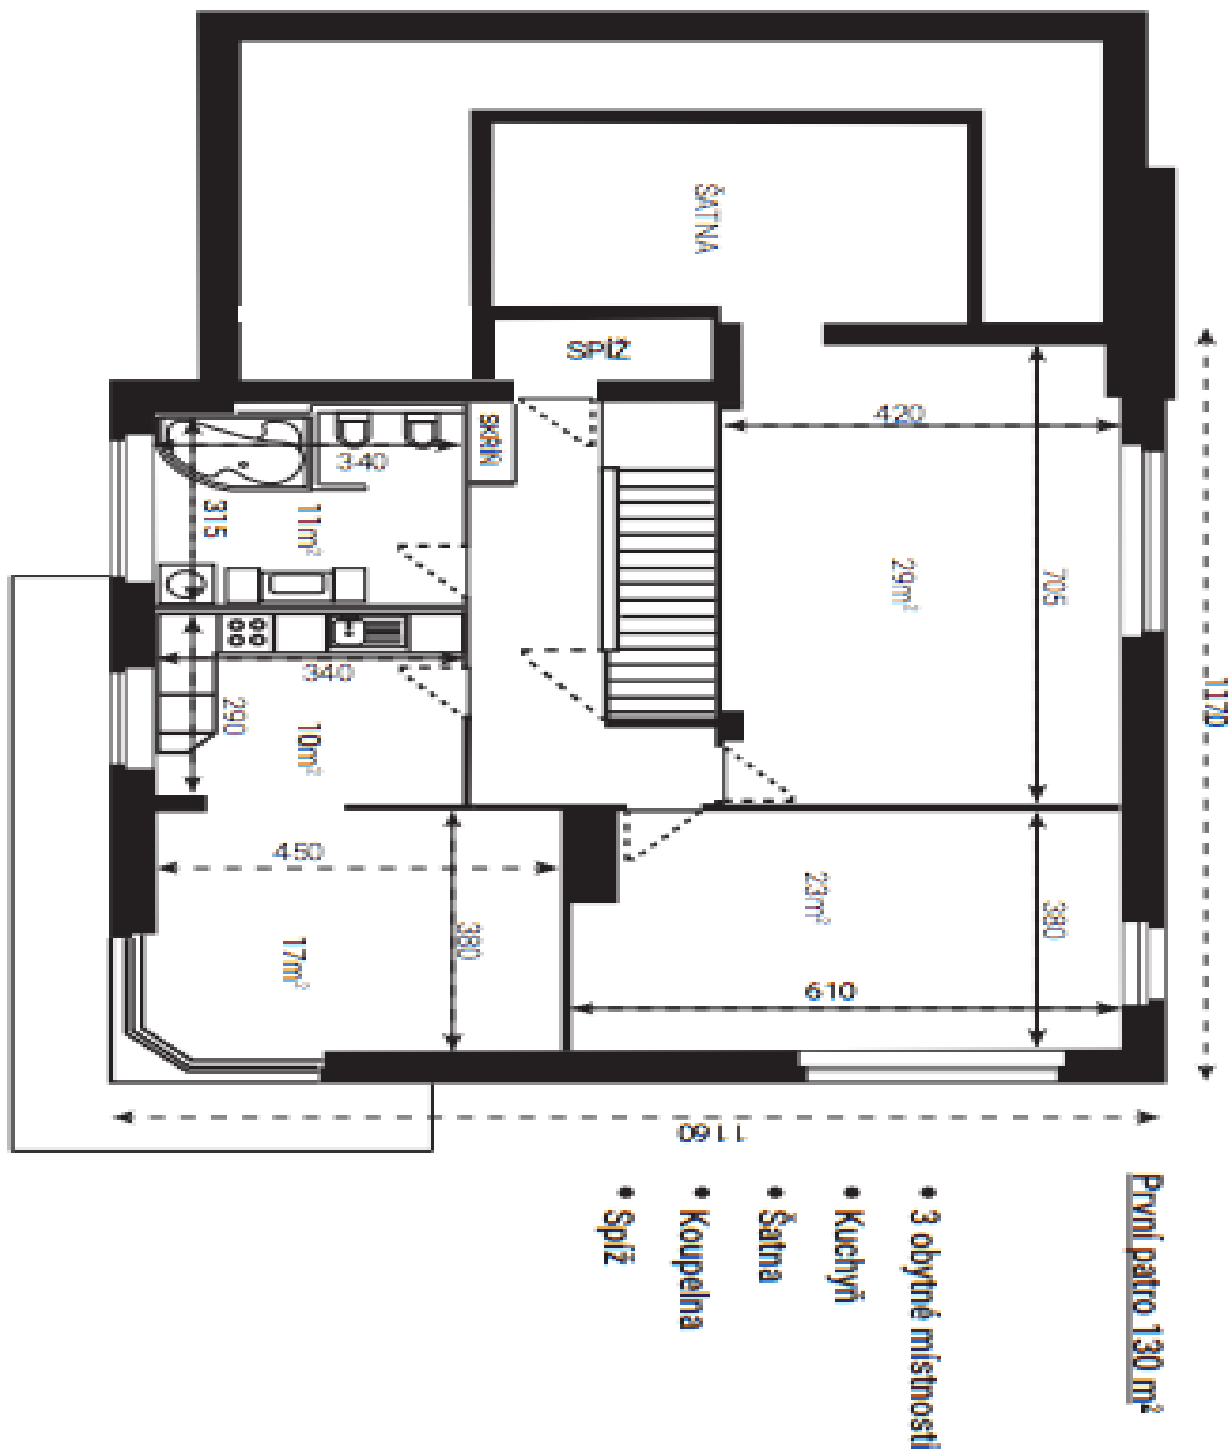 První patro 130 m²
• 3 obytné místnosti
• Kuchyň
• Šatna
• Koupelna
• Spíž
ŠATNA
SPÍŽ
SKŘÍŇ
420
705
29m²
1170
340
315
11m²
340
290
10m²
450
380
17m²
23m²
380
610
1160